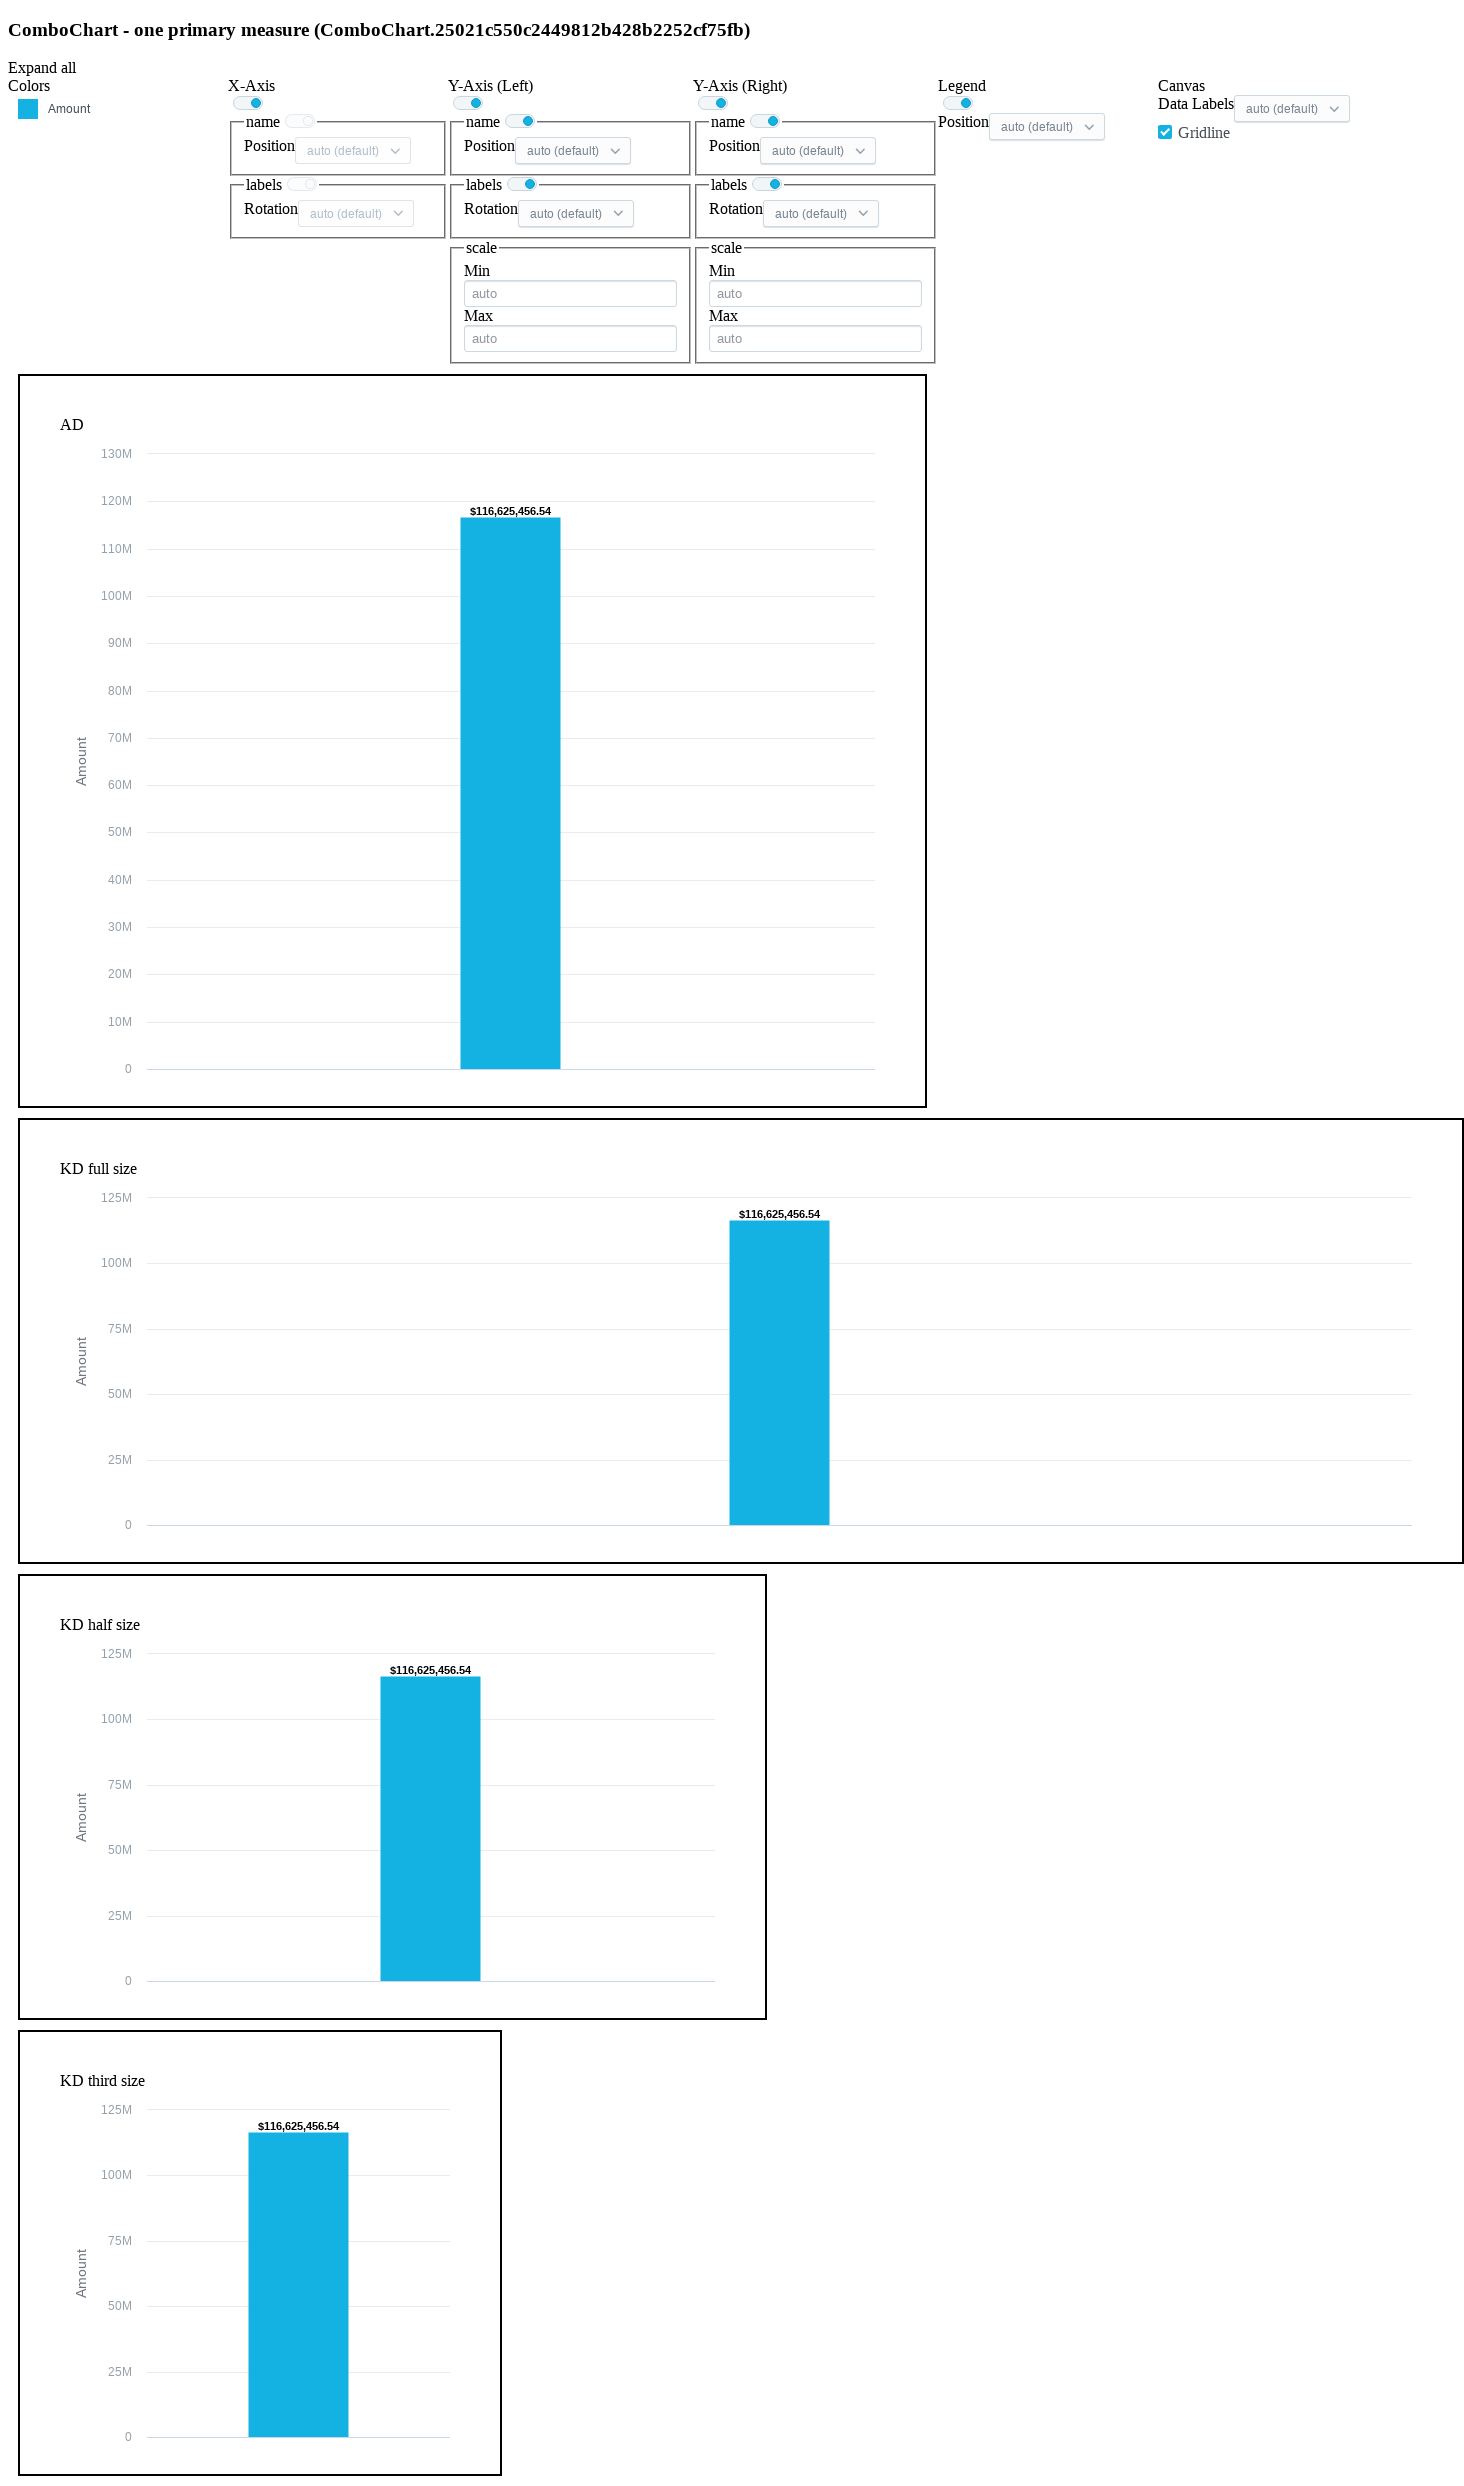 ComboChart - one primary measure (ComboChart.25021c550c2449812b428b2252cf75fb)
Expand all
Colors
Amount
X-Axis
name
Position auto (default)
labels
Rotation auto (default)
Y-Axis (Left)
name
Position auto (default)
labels
Rotation auto (default)
scale
Min
auto
Max
auto
Y-Axis (Right)
name
Position auto (default)
labels
Rotation auto (default)
scale
Min
auto
Max
auto
Legend
Position auto (default)
Canvas
Data Labels auto (default)
Gridline
AD
130M
120M
$116,625,456.54
110M
100M
90M
80M
70M
Amount
60M
50M
40M
30M
20M
10M
0
KD full size
125M
$116,625,456.54
100M
75M
Amount
50M
25M
0
KD half size
125M
$116,625,456.54
100M
75M
Amount
50M
25M
0
KD third size
125M
$116,625,456.54
100M
75M
Amount
50M
25M
0